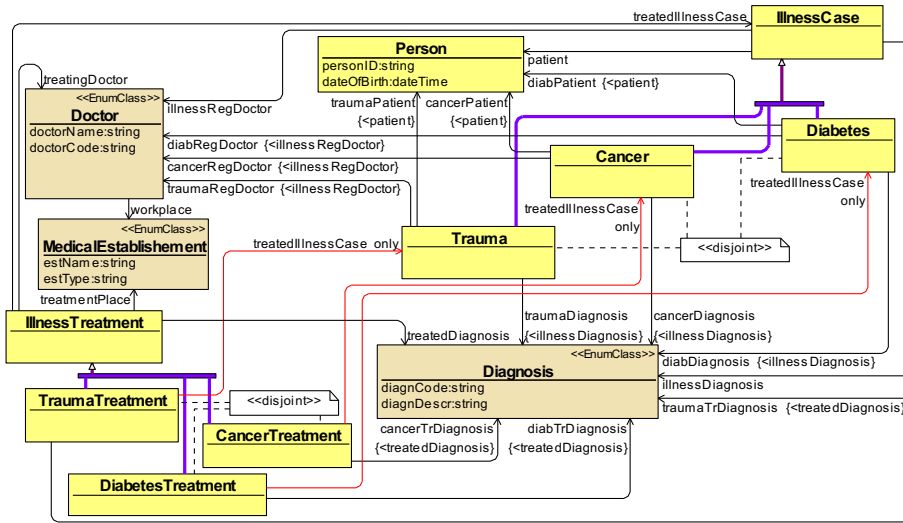 treatedIllnessCase
IllnessCase
Person
personID:string
dateOfBirth:dateTime
patient
diabPatient {<patient}
treatingDoctor
<<EnumClass>>
Doctor
doctorName:string
doctorCode:string
illnessRegDoctor
traumaPatient
{<patient}
cancerPatient
{<patient}
diabRegDoctor {<illnessRegDoctor}
cancerRegDoctor {<illnessRegDoctor}
traumaRegDoctor {<illnessRegDoctor}
Cancer
Diabetes
treatedIllnessCase
only
treatedIllnessCase
only
workplace
<<EnumClass>>
MedicalEstablishement
estName:string
estType:string
treatmentPlace
treatedIllnessCase only
Trauma
<<disjoint>>
IllnessTreatment
treatedDiagnosis
traumaDiagnosis
{<illnessDiagnosis}
cancerDiagnosis
{<illnessDiagnosis}
<<EnumClass>>
Diagnosis
diagnCode:string
diagnDescr:string
diabDiagnosis {<illnessDiagnosis}
illnessDiagnosis
traumaTrDiagnosis {<treatedDiagnosis}
TraumaTreatment
<<disjoint>>
CancerTreatment
cancerTrDiagnosis
{<treatedDiagnosis}
diabTrDiagnosis
{<treatedDiagnosis}
DiabetesTreatment